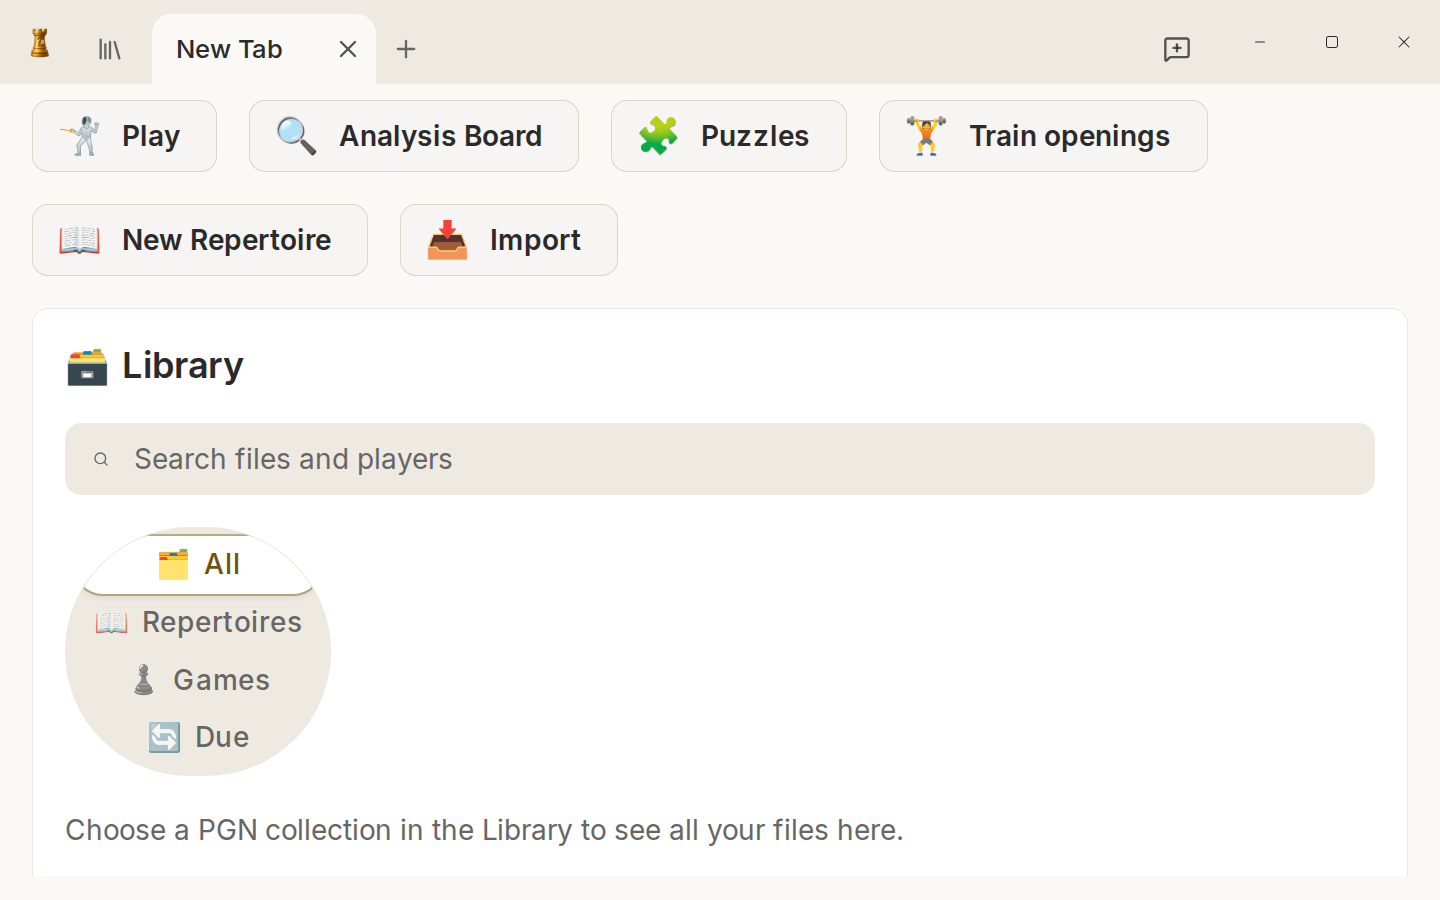 New Tab
Play
Analysis Board
Puzzles
Train openings
New Repertoire
Import
Library
Search files and players
All
Repertoires
Games
Due
Choose a PGN collection in the Library to see all your files here.